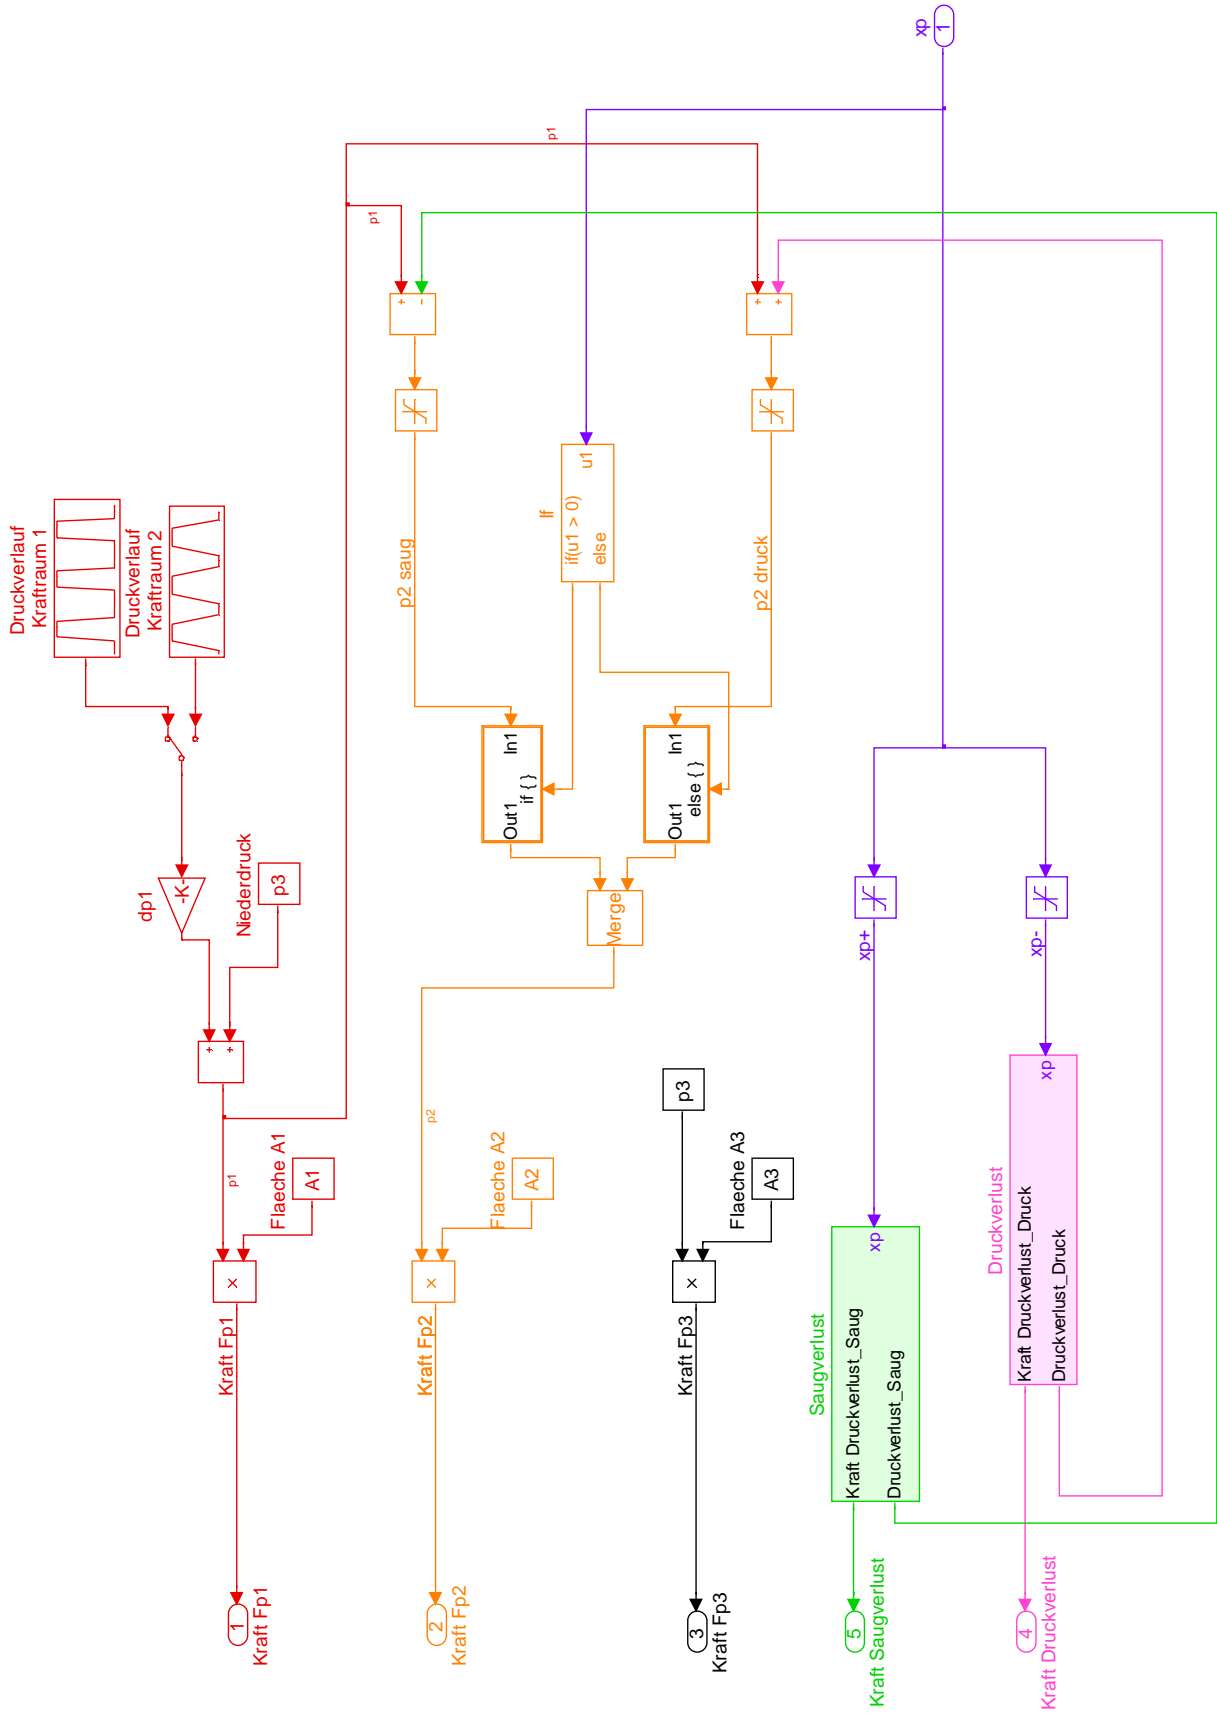 xp
1
p1
p1
+
−
+
+
u1
If
if(u1 > 0)
else
p2 saug
p2 druck
Druckverlauf
Kraftraum 1
Druckverlauf
Kraftraum 2
In1
Out1
if { }
In1
Out1
else { }
Merge
dp1
-K-
Niederdruck
p3
+
+
p1
p2
xp+
xp-
p3
Flaeche A1
A1
Flaeche A2
A2
Flaeche A3
A3
×
×
×
Kraft Fp1
Kraft Fp2
Kraft Fp3
Saugverlust
xp
Kraft Druckverlust_Saug
Druckverlust_Saug
Druckverlust
xp
Kraft Druckverlust_Druck
Druckverlust_Druck
1
Kraft Fp1
2
Kraft Fp2
3
Kraft Fp3
5
Kraft Saugverlust
4
Kraft Druckverlust